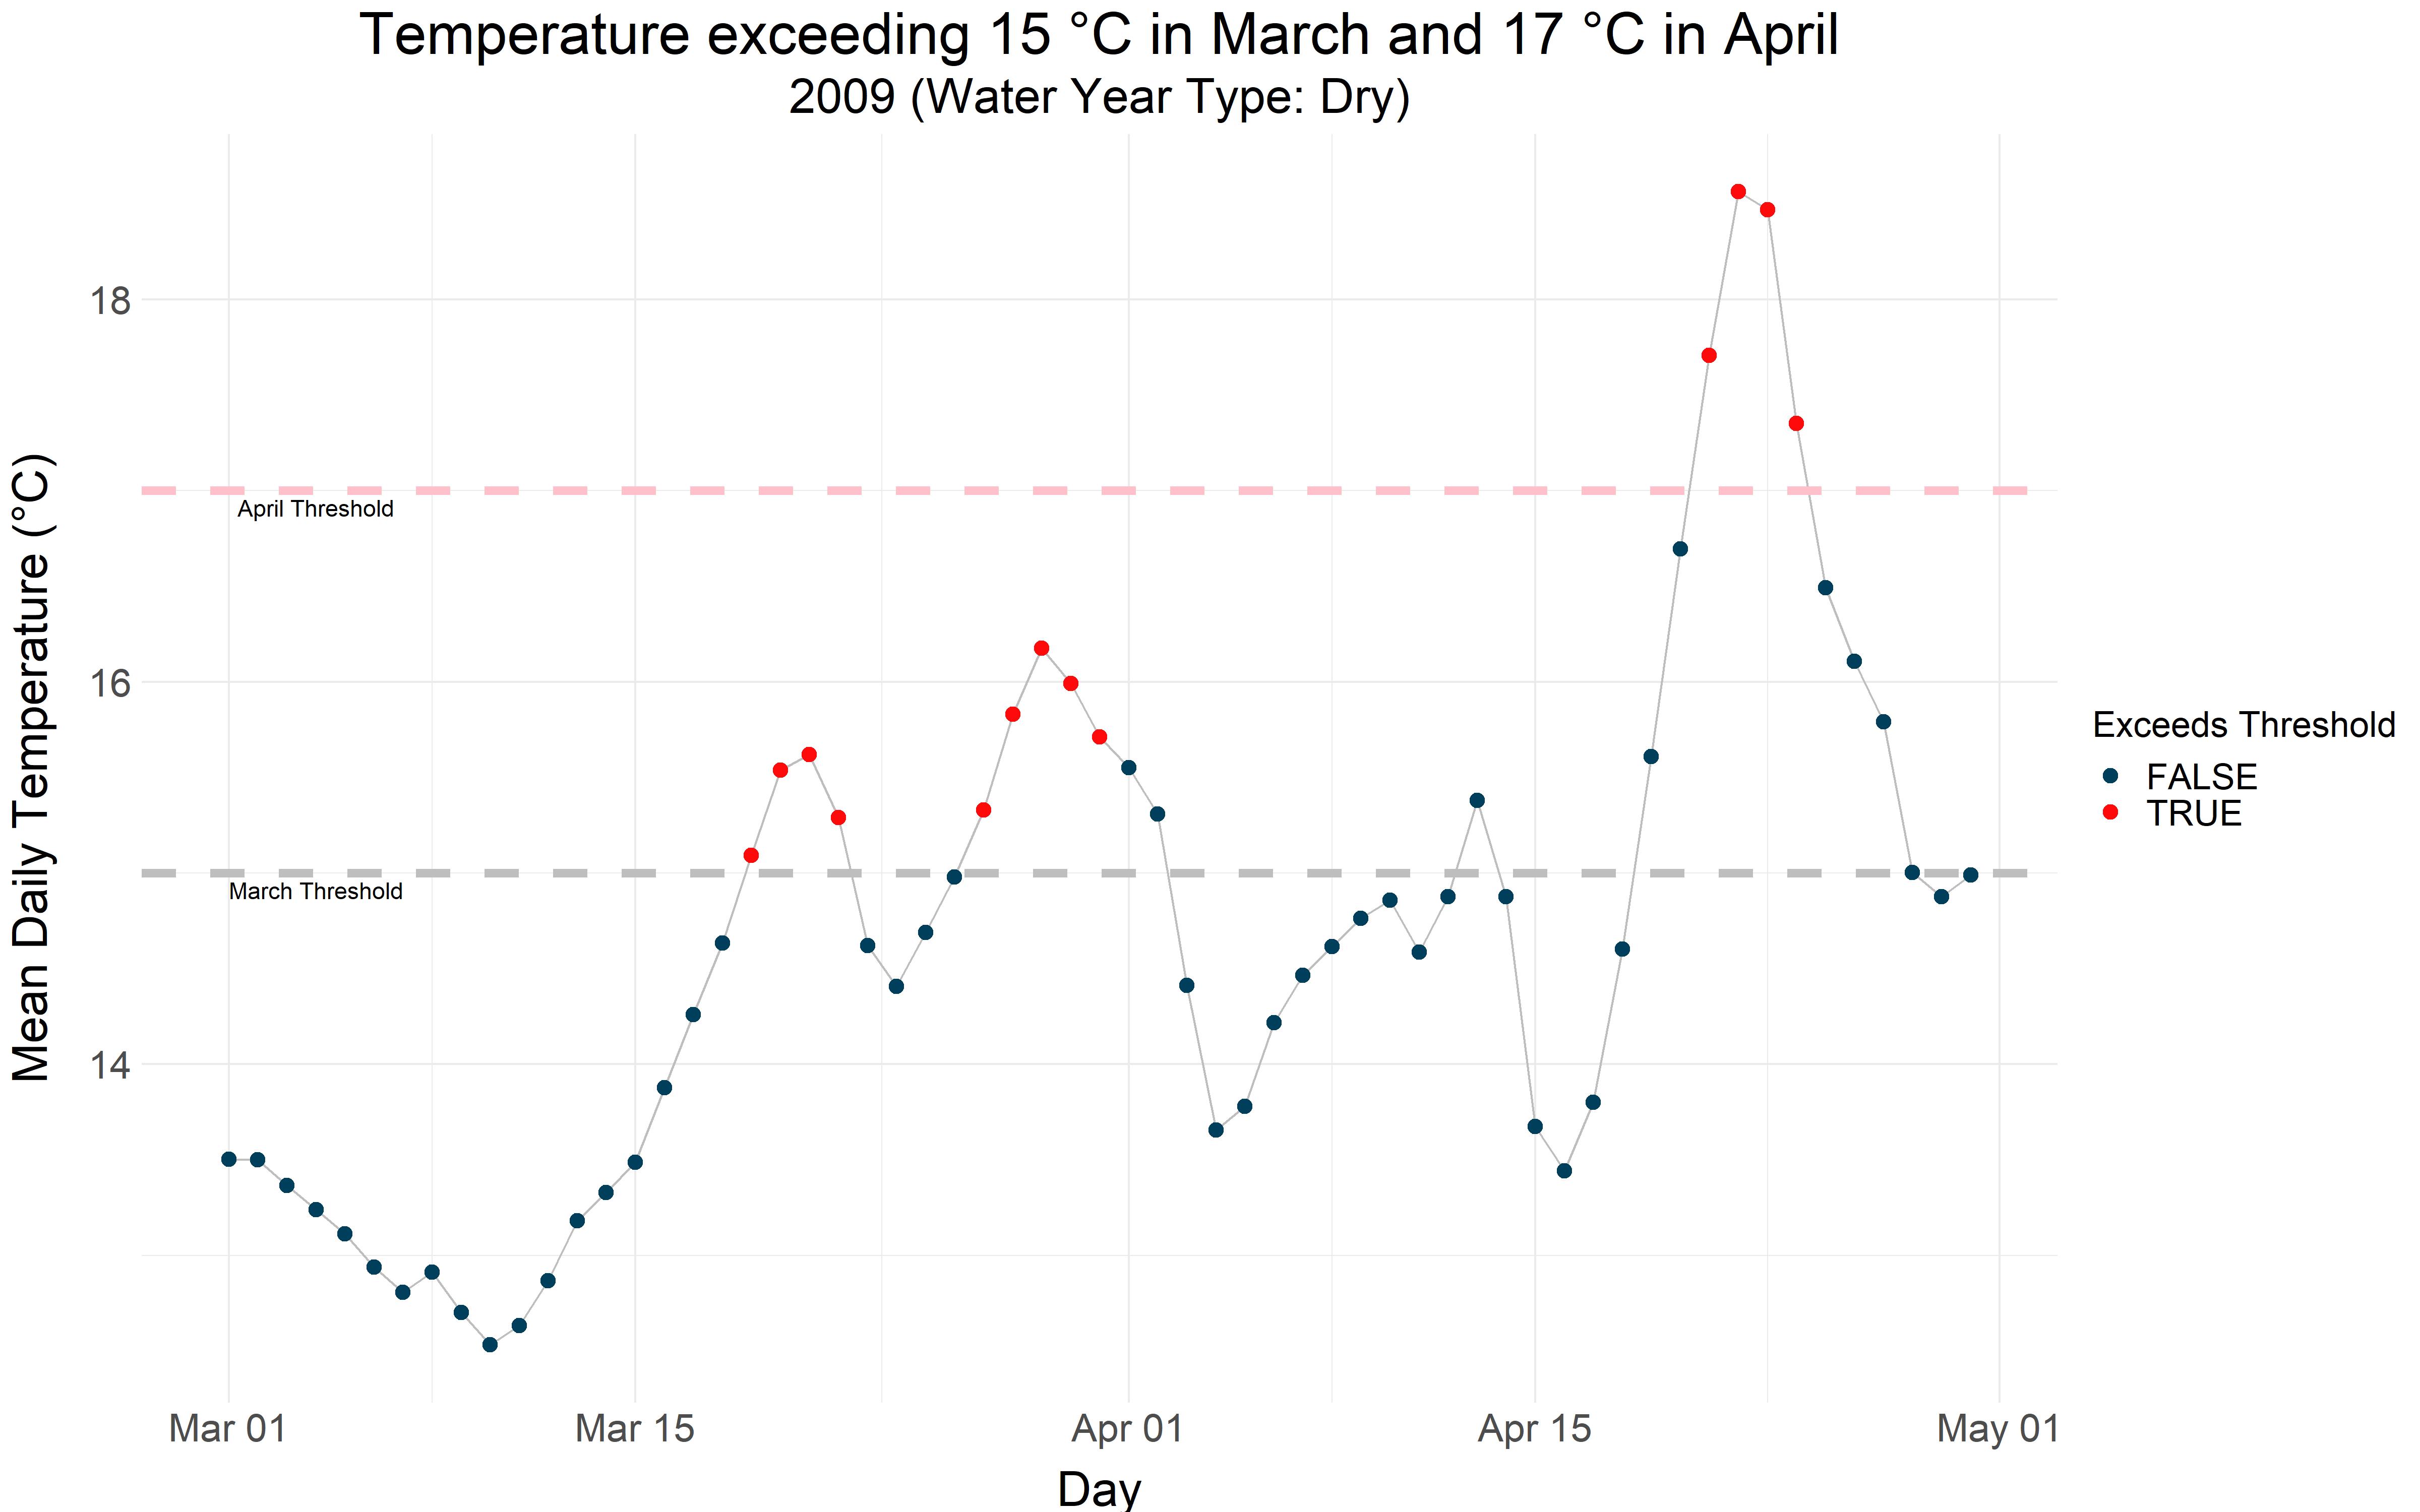 Temperature exceeding 15 °C in March and 17 °C in April
2009 (Water Year Type: Dry)
Mean Daily Temperature (°C)
18
16
14
April Threshold
March Threshold
Exceeds Threshold
FALSE
TRUE
Mar 01
Mar 15
Apr 01
Apr 15
May 01
Day